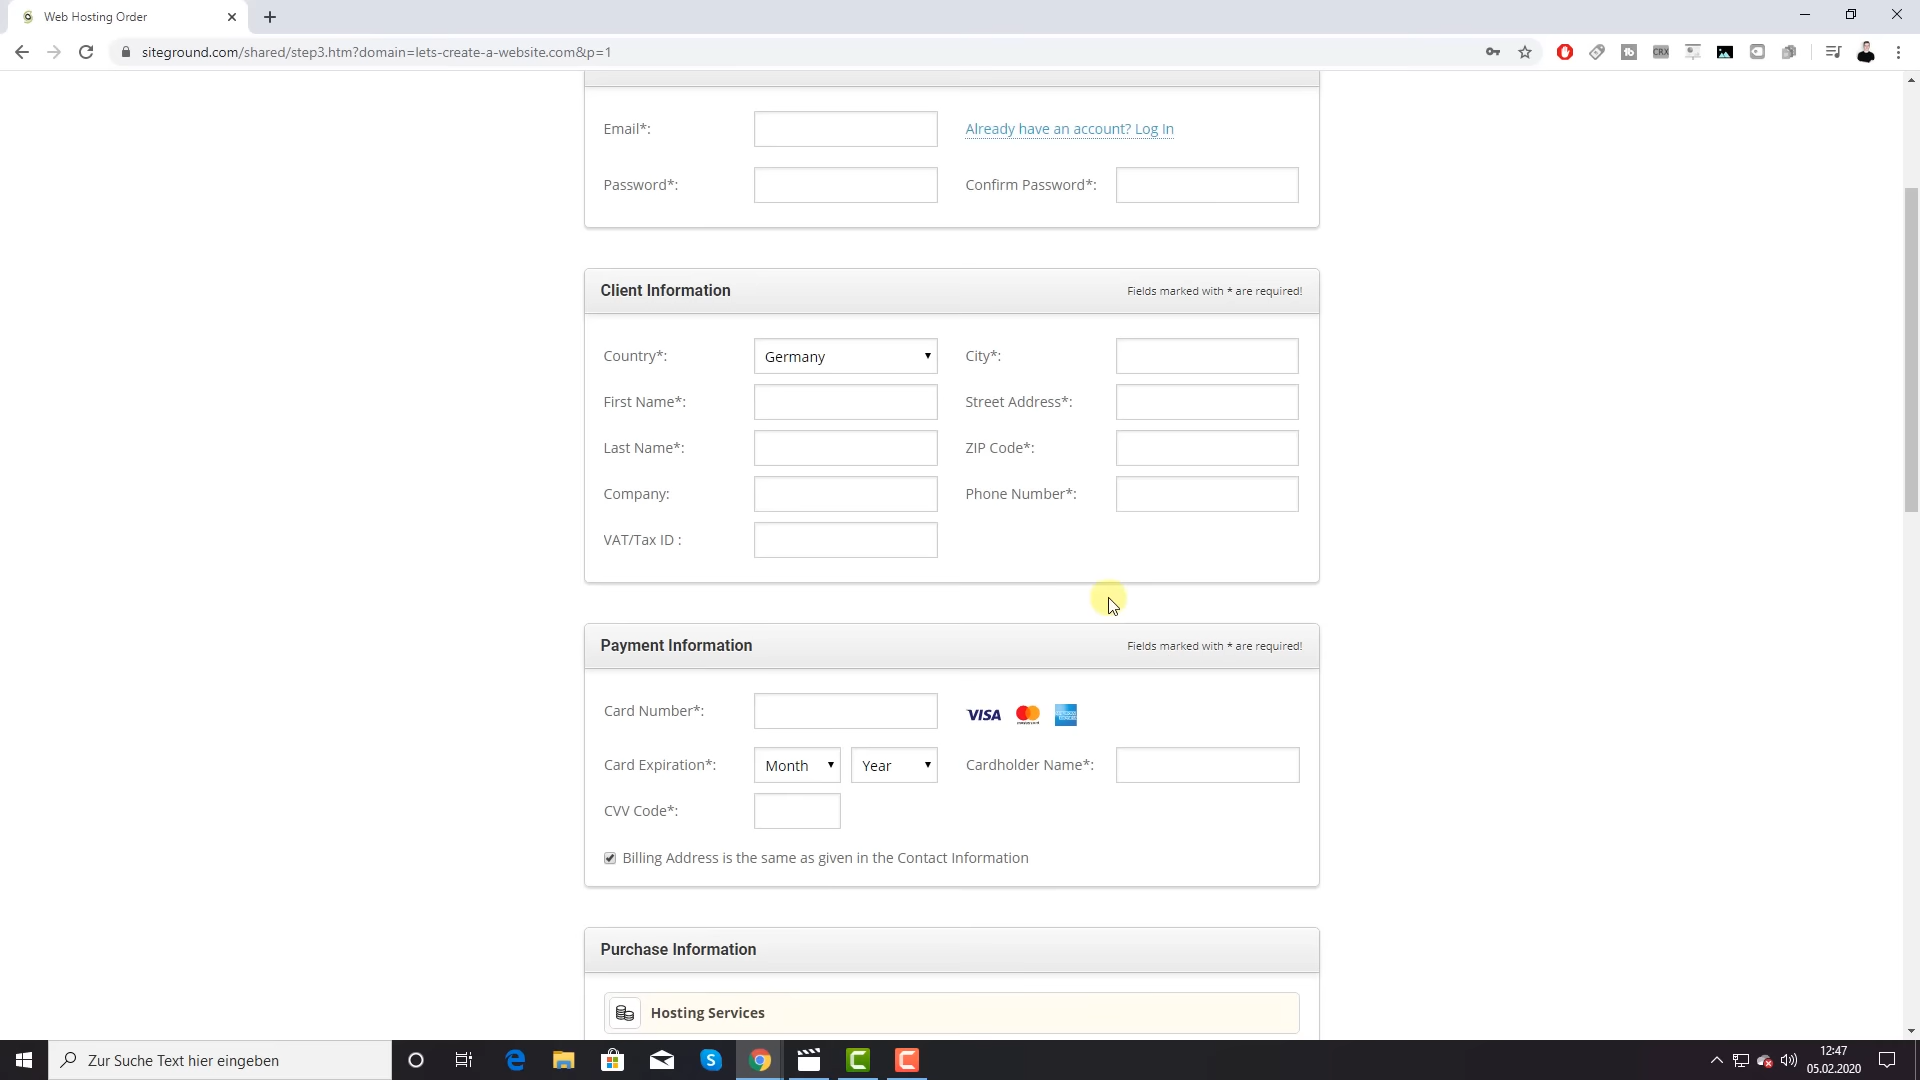 Web Hosting Order
siteground.com/shared/step3.htm?domain=lets-create-a-website.com&p=1
Email*:
Already have an account? Log In
Password*:
Confirm Password*:
Client Information
Fields marked with * are required!
Country*:
Germany
City*:
First Name*:
Street Address*:
Last Name*:
ZIP Code*:
Company:
Phone Number*:
VAT/Tax ID :
Payment Information
Fields marked with * are required!
Card Number*:
VISA
Card Expiration*:
Month
Year
Cardholder Name*:
CVV Code*:
Billing Address is the same as given in the Contact Information
Purchase Information
Hosting Services
Zur Suche Text hier eingeben
12:47
05.02.2020